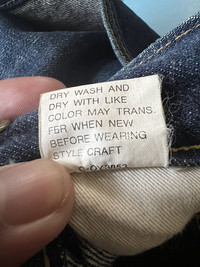 DRY WASH AND
DRY WITH LIKE
COLOR MAY TRANS.
FER WHEN NEW
BEFORE WEARING
STYLE CRAFT